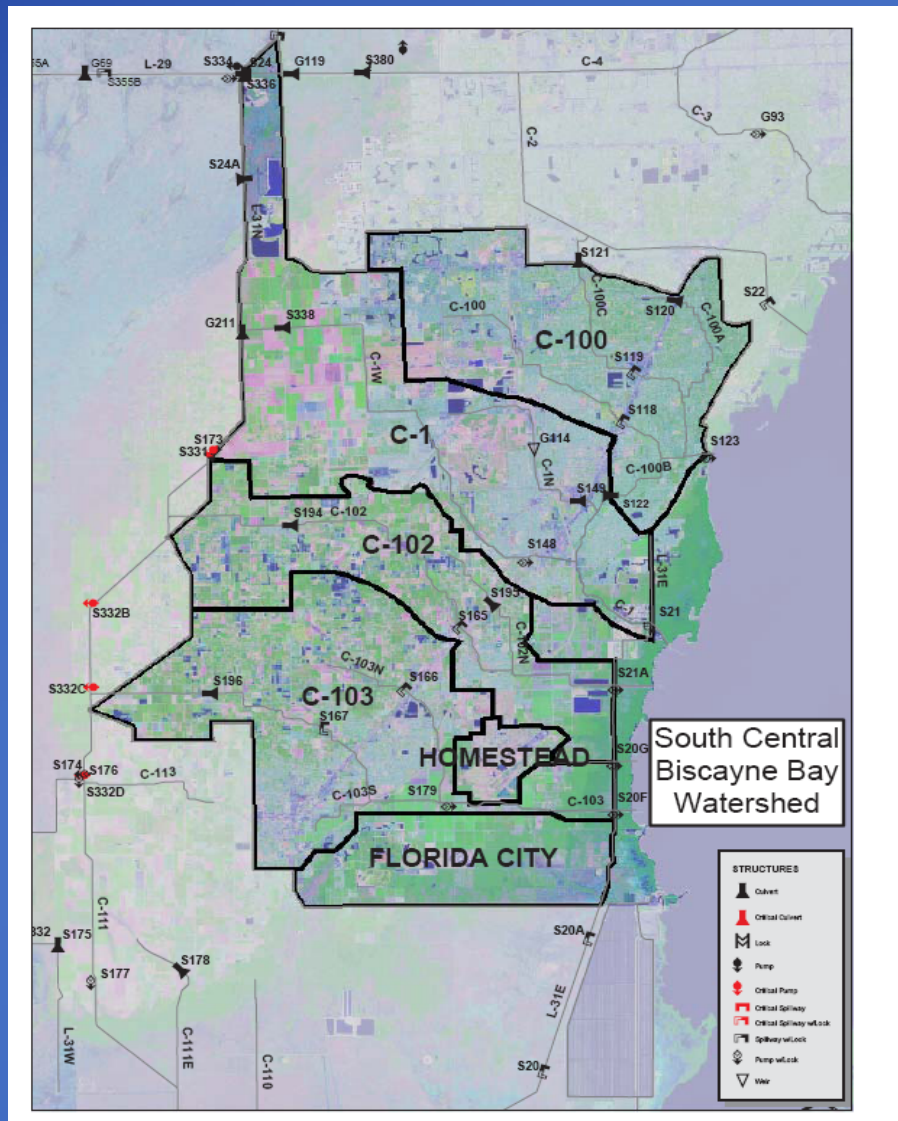 55A
G69
L-29
S355B
S334
S24
S336
G119
S380
C-4
C-2
C-3
G93
S24A
L-31N
S121
C-100C
S120
C-100A
S22
C-100
C-100
G211
S338
C-1W
S119
S118
C-1
S173
S331
G114
C-1N
C-100B
S123
S149
S122
S194
C-102
C-102
S148
L-31E
S195
C-1
S21
S332B
S165
C-102N
C-103N
S166
S21A
S332C
S196
C-103
S167
South Central
Biscayne Bay
Watershed
HOMESTEAD
S20G
S174
S176
C-113
S332D
C-103S
S179
C-103
S20F
FLORIDA CITY
C-111
332
S175
S177
S178
S20A
L-31E
L-31W
C-111E
C-110
S20
STRUCTURES
Culvert
Critical Culvert
Lock
Pump
Critical Pump
Critical Spillway
Critical Spillway w/Lock
Spillway w/Lock
Pump w/Lock
Weir